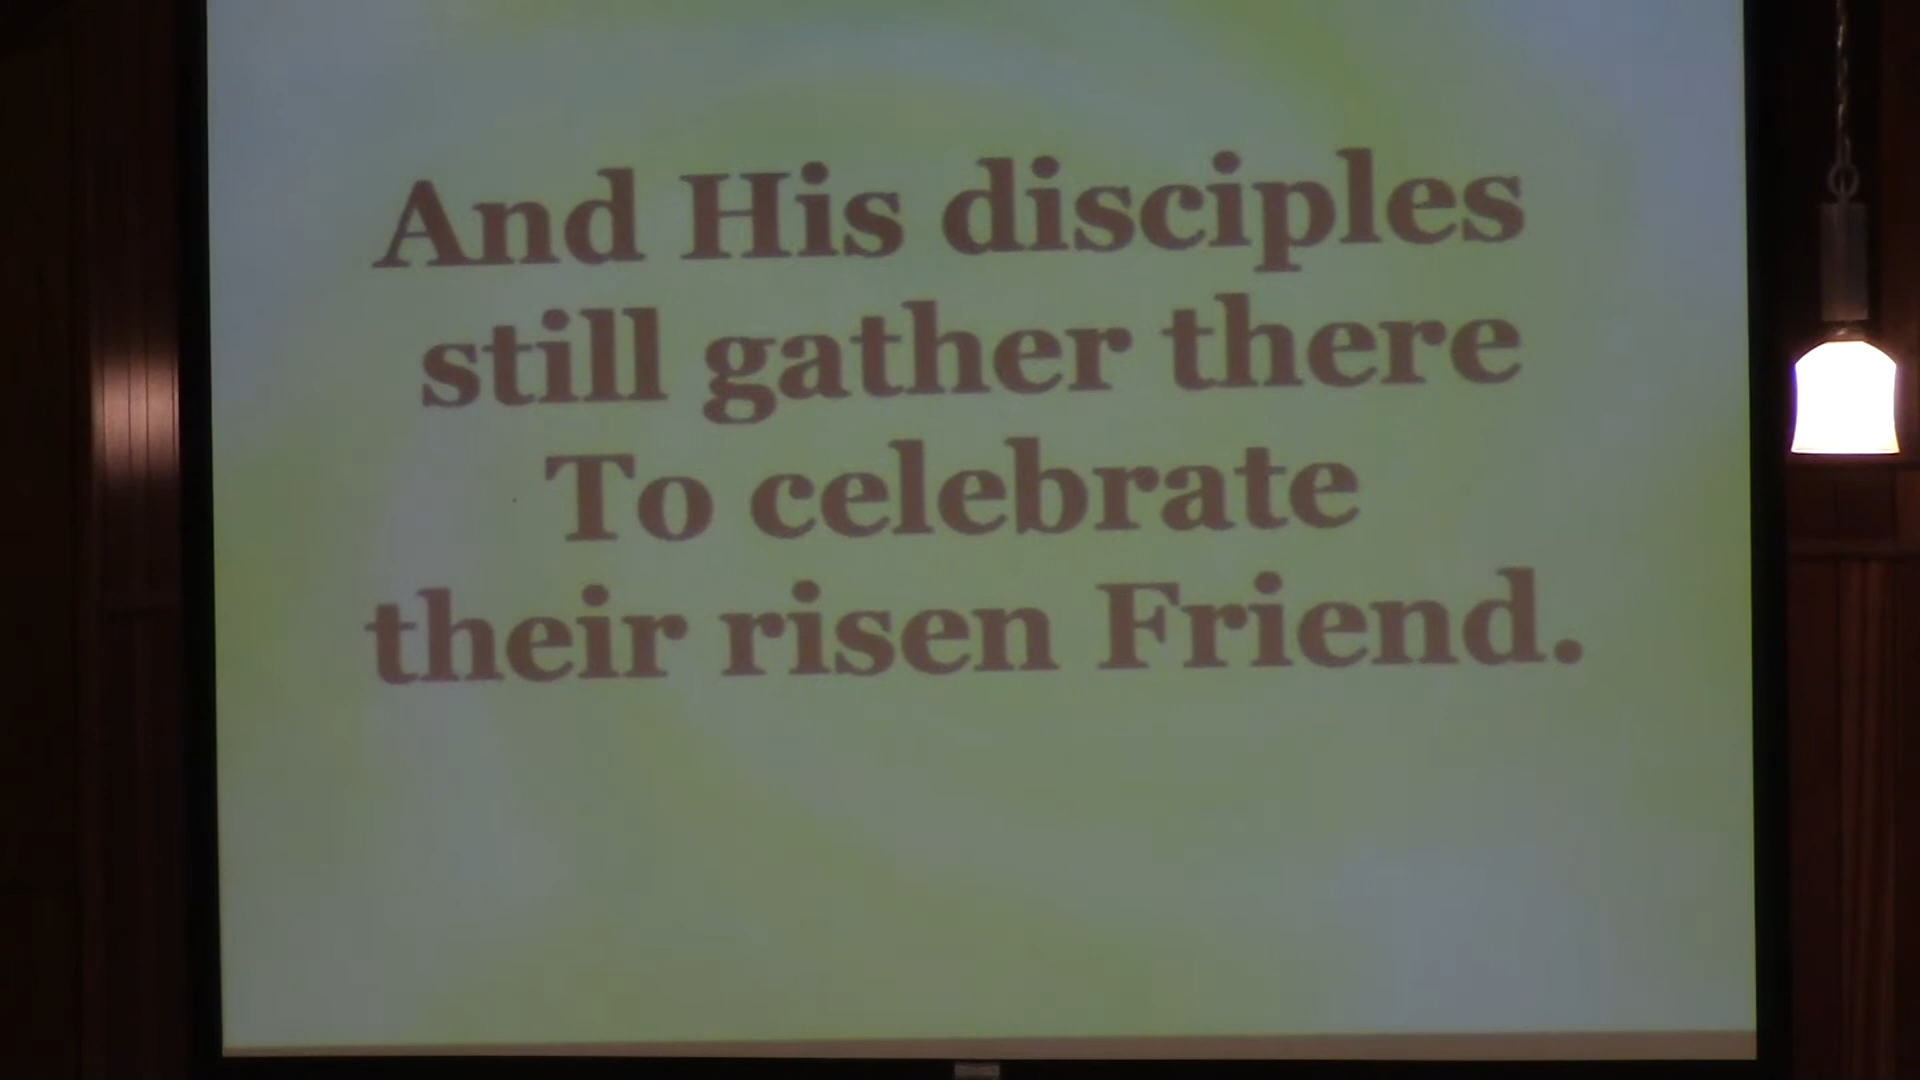 And His disciples
still gather there
To celebrate
their risen Friend.